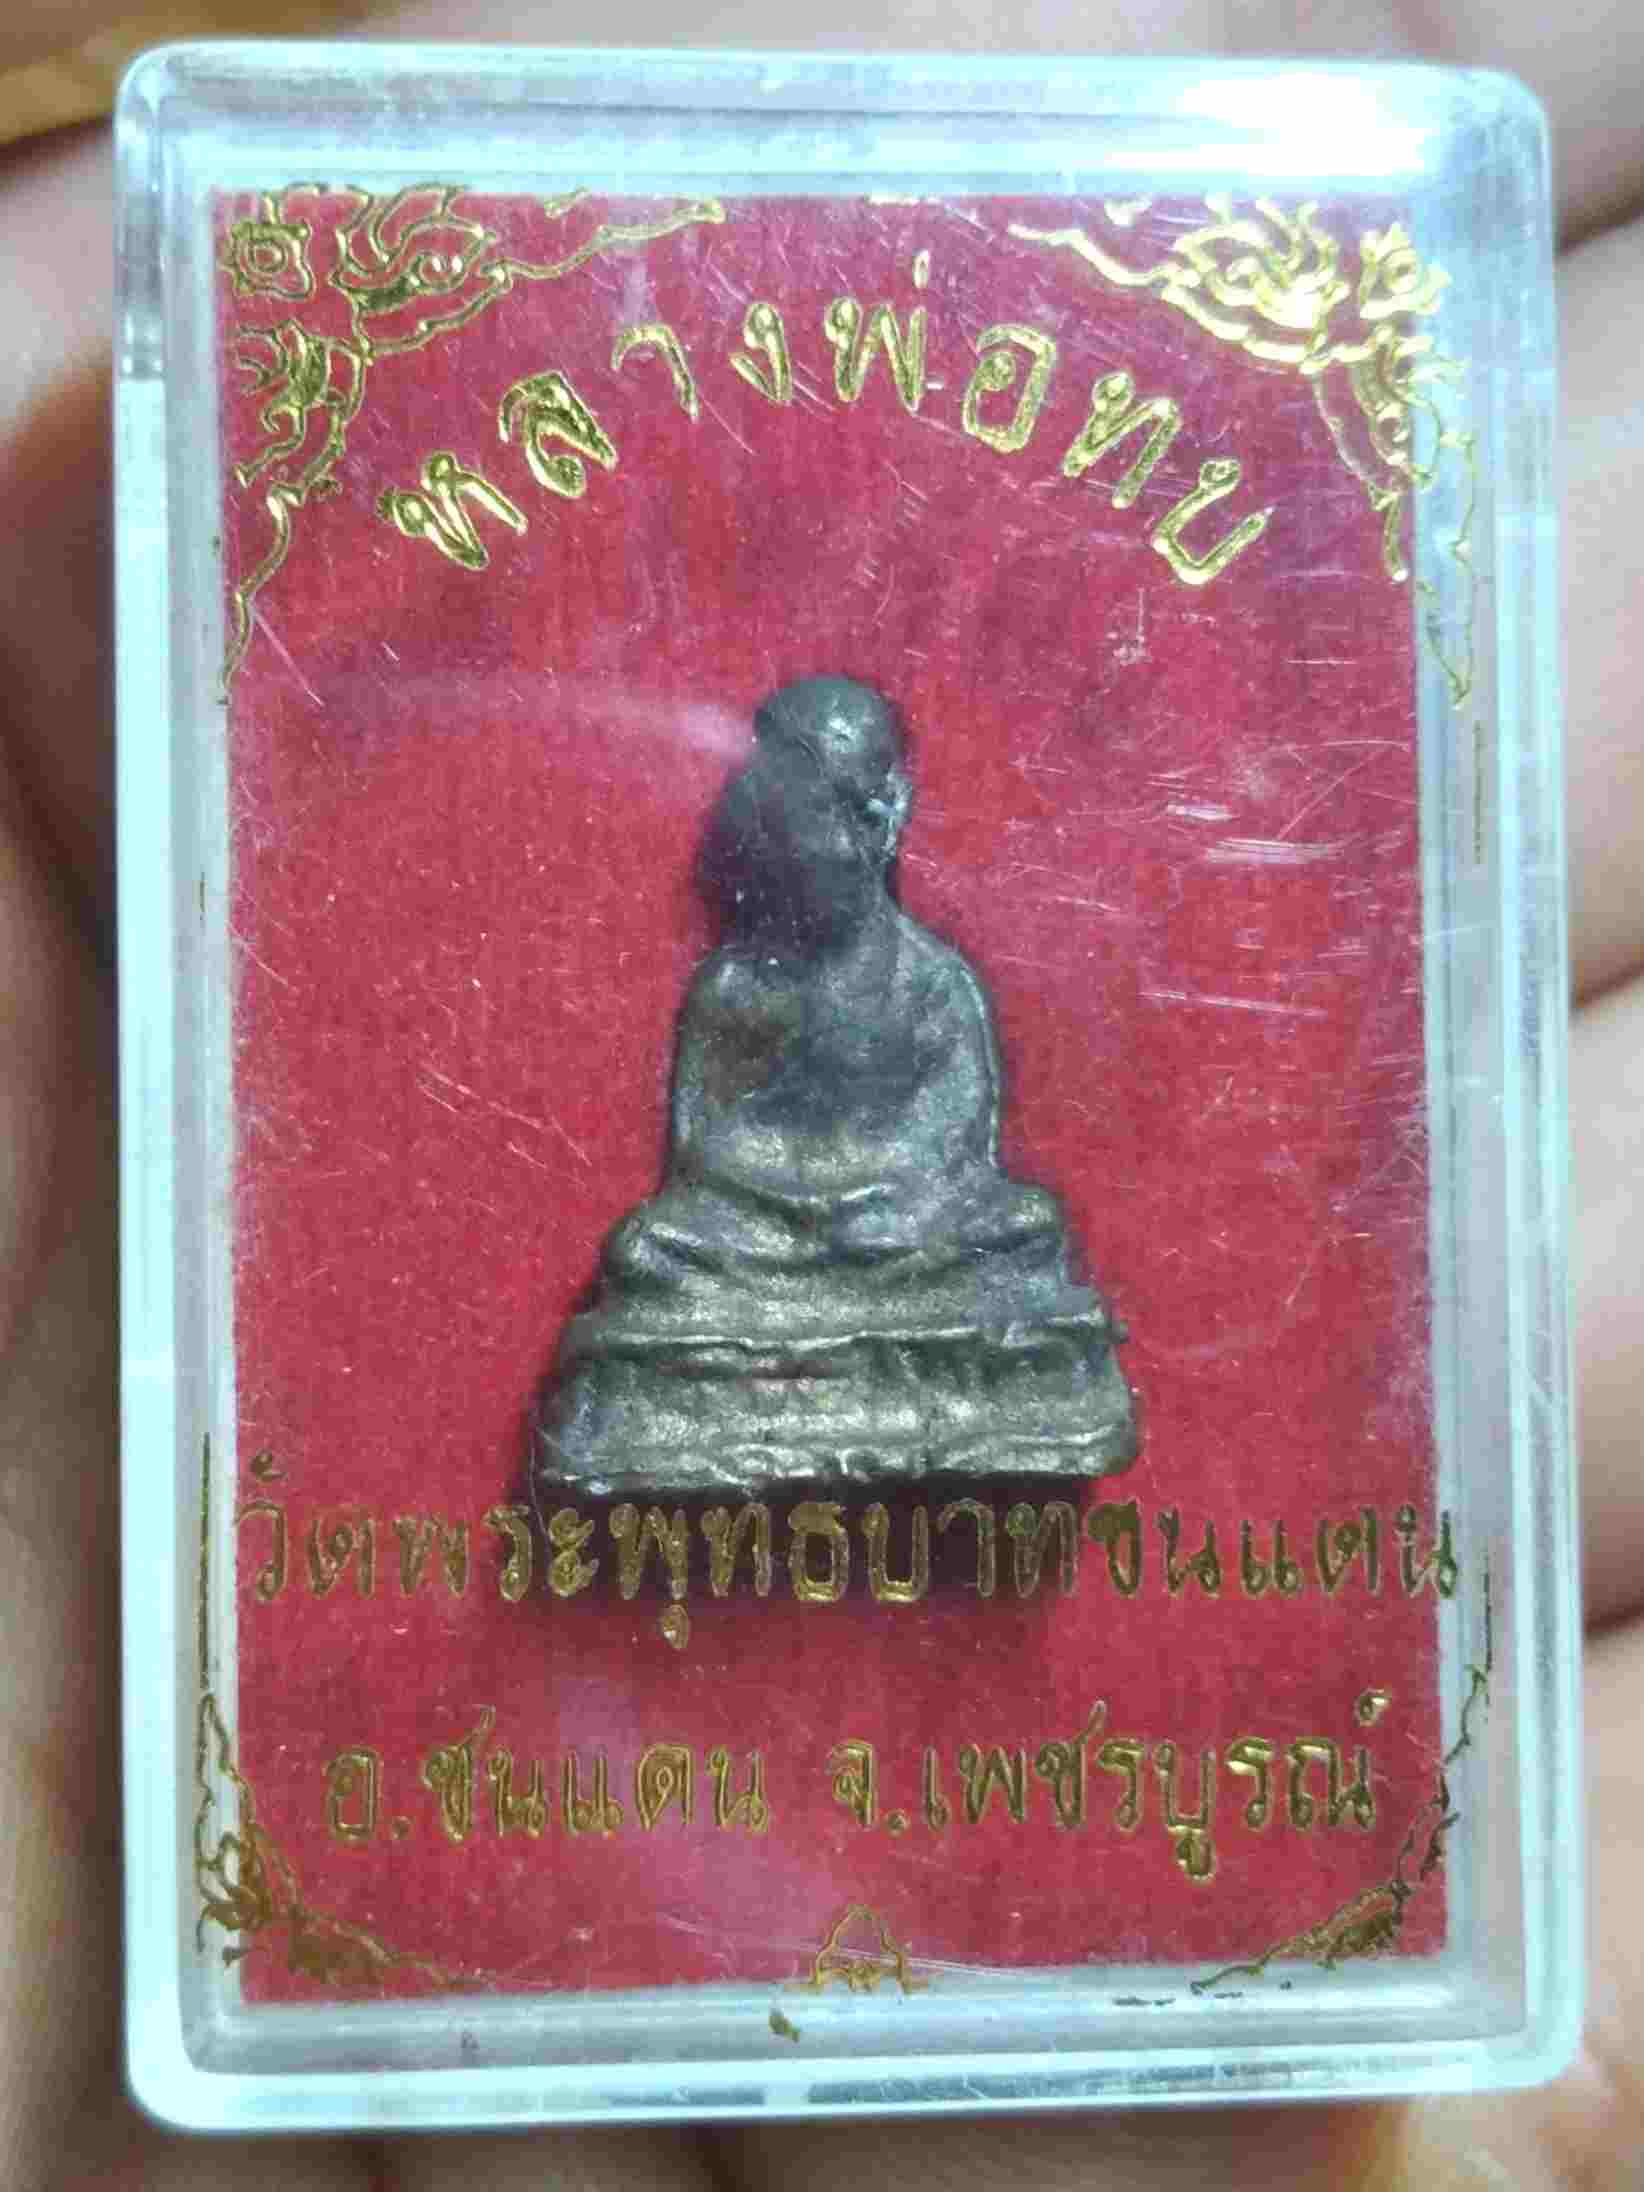 หลวงพ่อทบ
วัดพระพุทธบาทชนแดน
อ.ชนแดน จ.เพชรบูรณ์